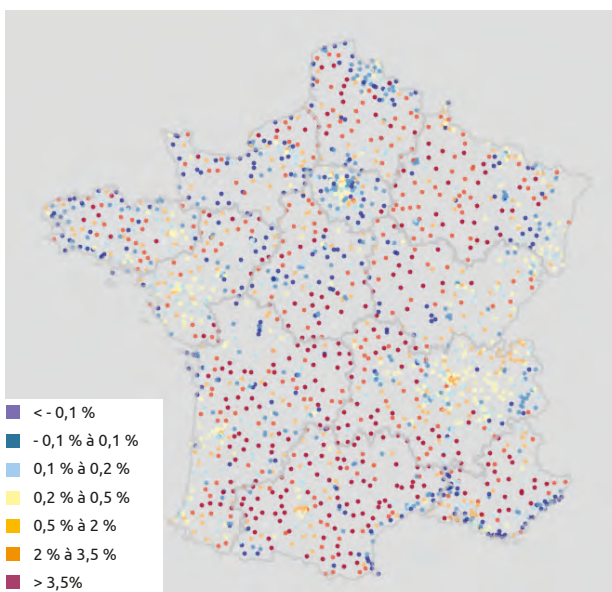 < - 0,1 %
- 0,1 % à 0,1 %
0,1 % à 0,2 %
0,2 % à 0,5 %
0,5 % à 2 %
2 % à 3,5 %
> 3,5%